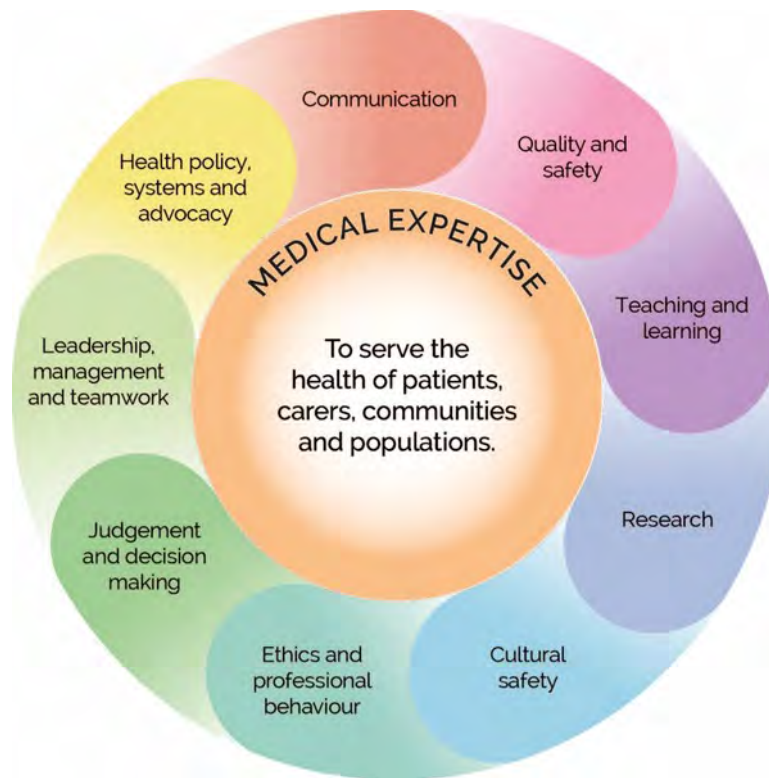 Communication
Quality and
safety
Teaching and
learning
Research
Cultural
safety
Ethics and
professional
behaviour
Judgement
and decision
making
Leadership,
management
and teamwork
Health policy,
systems and
advocacy
MEDICAL EXPERTISE
To serve the
health of patients,
carers, communities
and populations.